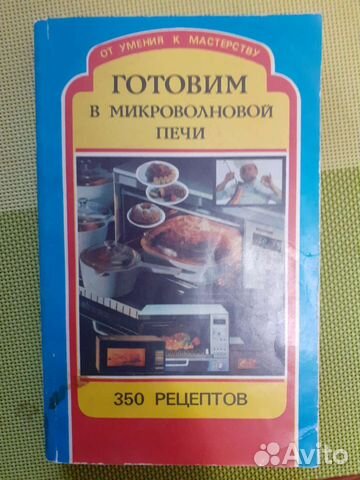 ОТ УМЕНИЯ К МАСТЕРСТВУ
ГОТОВИМ
В МИКРОВОЛНОВОЙ
ПЕЧИ
350 РЕЦЕПТОВ
Avito